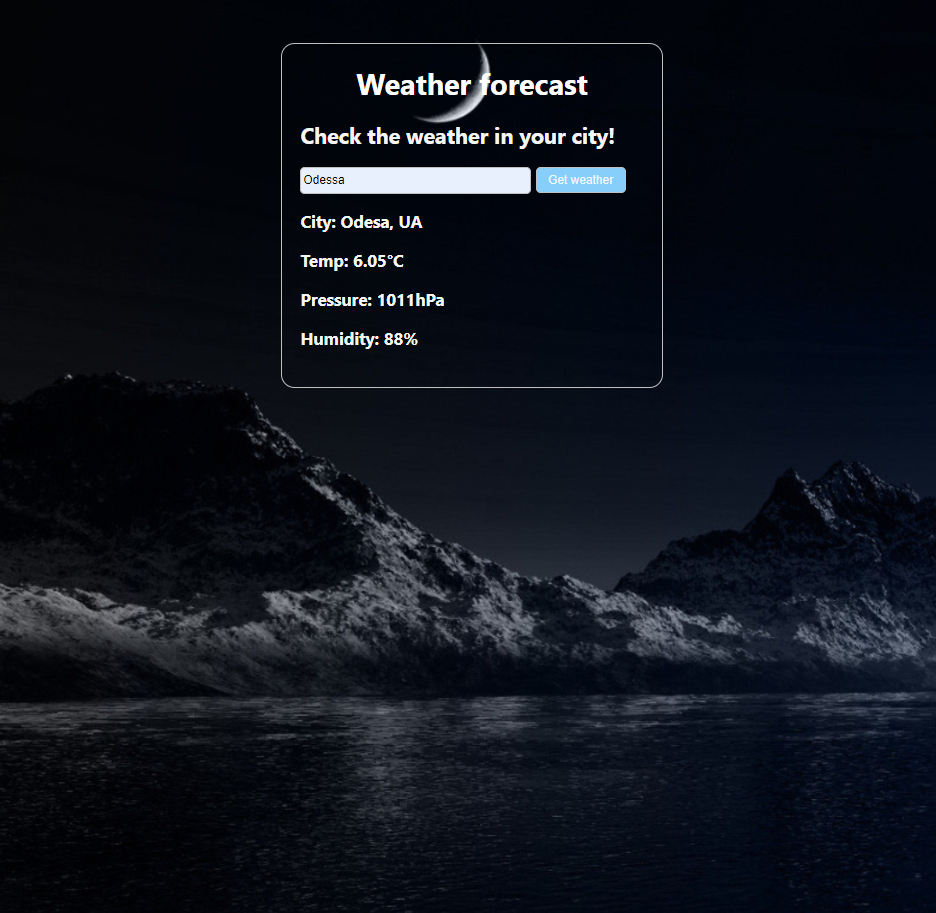 Weather forecast
Check the weather in your city!
Odessa Get weather
City: Odesa, UA
Temp: 6.05°C
Pressure: 1011hPa
Humidity: 88%